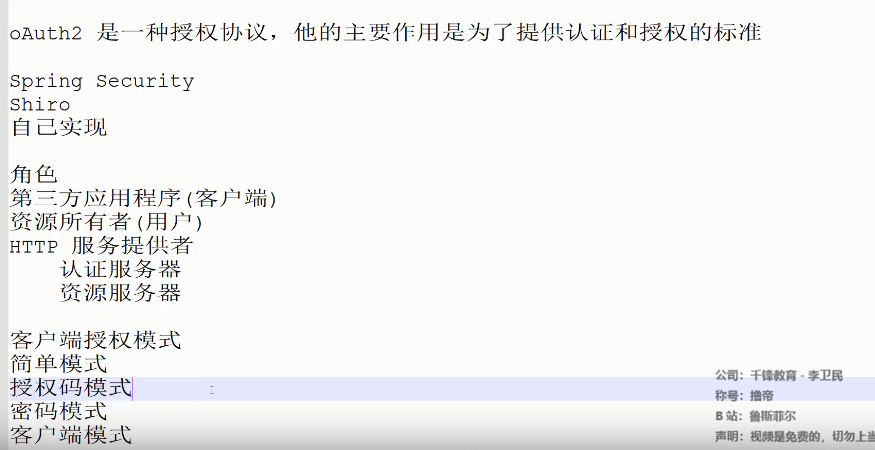 oAuth2 是一种授权协议，他的主要作用是为了提供认证和授权的标准
Spring Security
Shiro
自己实现
角色
第三方应用程序(客户端)
资源所有者(用户)
HTTP 服务提供者
认证服务器
资源服务器
客户端授权模式
简单模式
授权码模式
密码模式
客户端模式
公司：千锋教育 - 李卫民
称号：撸帝
B 站：鲁斯菲尔
声明：视频是免费的，切勿上当